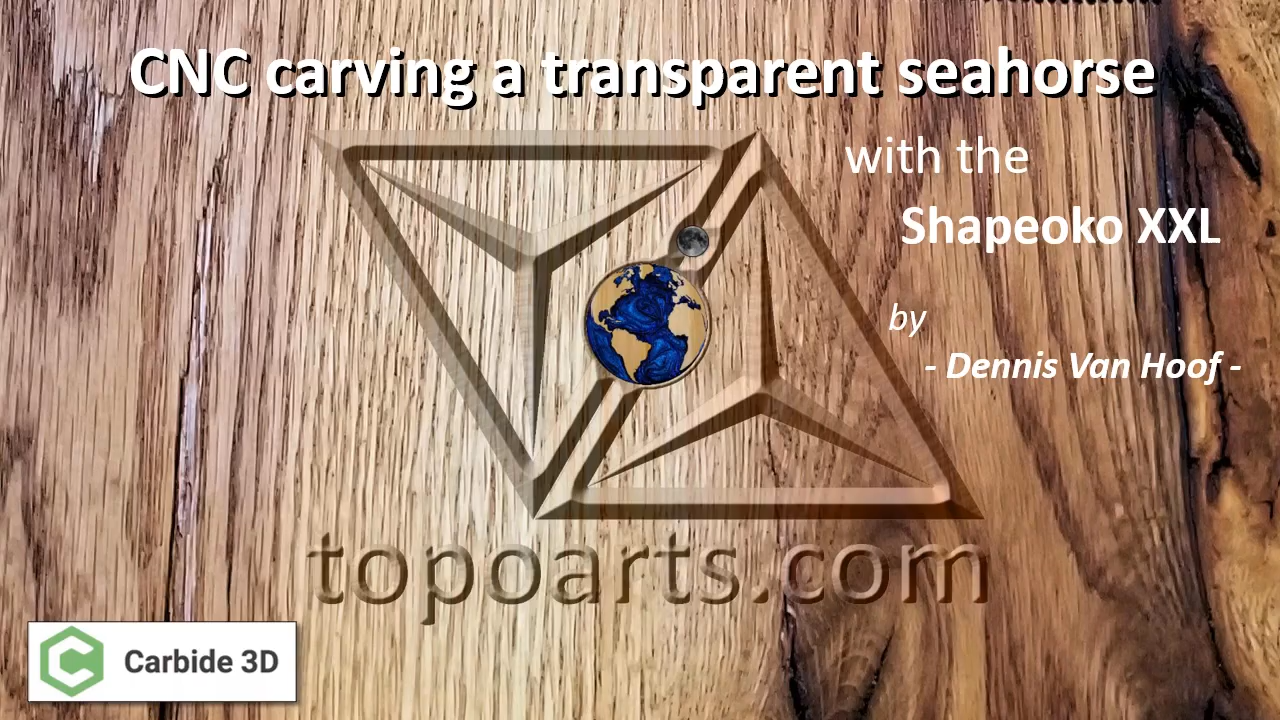 CNC carving a transparent seahorse
with the
Shapeoko XXL
by
- Dennis Van Hoof -
topoarts.com
Carbide 3D